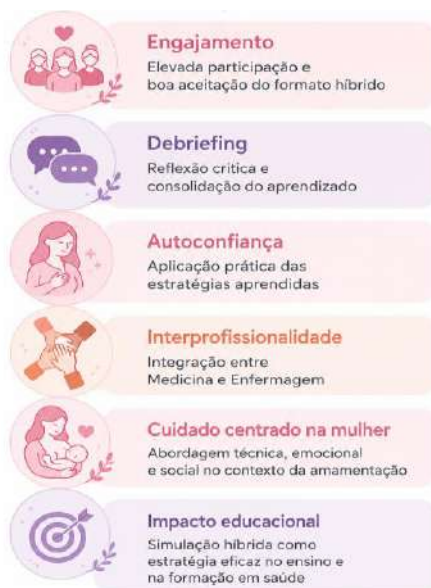 Engajamento
Elevada participação e
boa aceitação do formato híbrido
Debriefing
Reflexão critica e
consolidação do aprendizado
Autoconfiança
Aplicação prática das
estratégias aprendidas
Interprofissionalidade
Integração entre
Medicina e Enfermagem
Cuidado centrado na mulher
Abordagem técnica, emocional
e social no contexto da amamentação
Impacto educacional
Simulação híbrida como
estratégia eficaz no ensino e
na formação em saúde